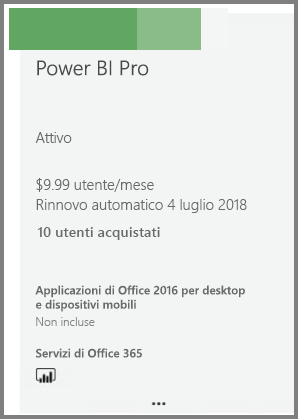 Power BI Pro
Attivo
$9.99 utente/mese
Rinnovo automatico 4 luglio 2018
10 utenti acquistati
Applicazioni di Office 2016 per desktop
e dispositivi mobili
Non incluse
Servizi di Office 365